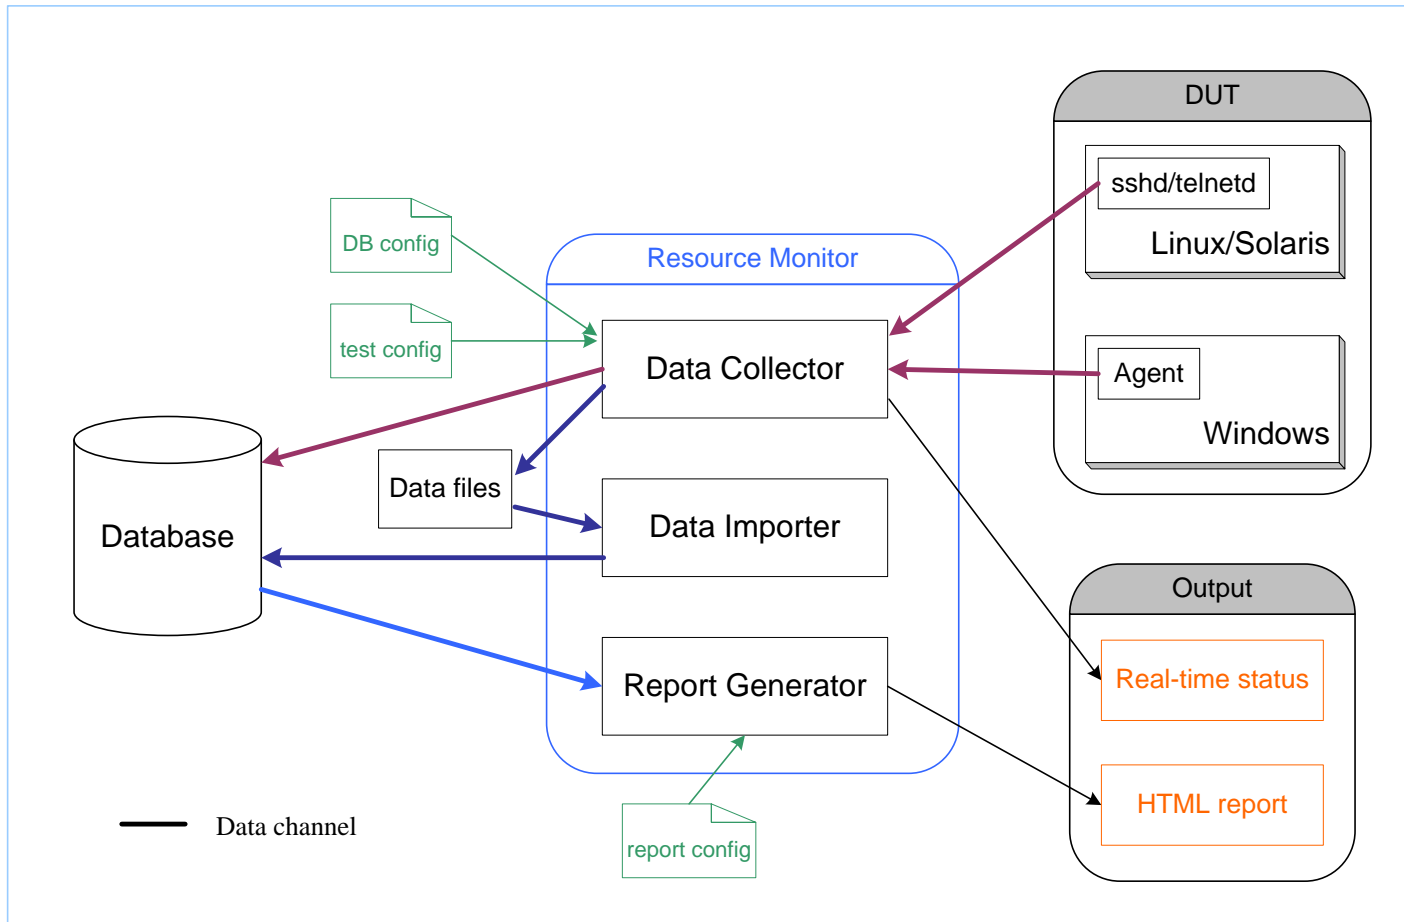 DUT
sshd/telnetd
Linux/Solaris
Agent
Windows
DB config
test config
Resource Monitor
Data Collector
Data files
Data Importer
Database
Report Generator
report config
Output
Real-time status
HTML report
Data channel